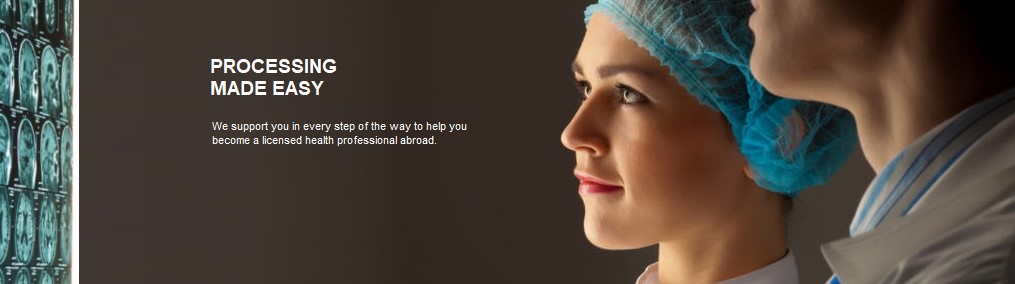 PROCESSING
MADE EASY
We support you in every step of the way to help you
become a licensed health professional abroad.